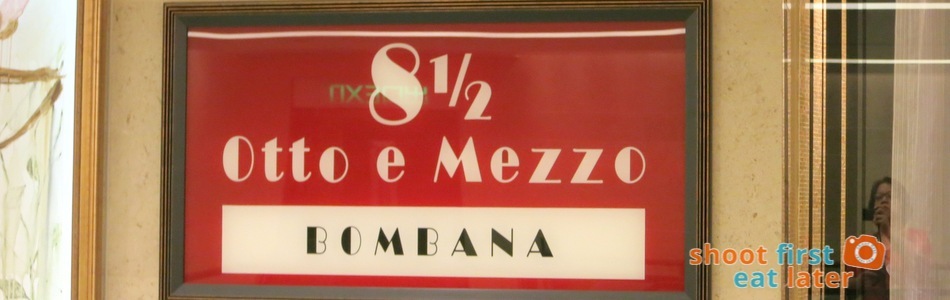 8½
Otto e Mezzo
BOMBANA
shoot first
eat later